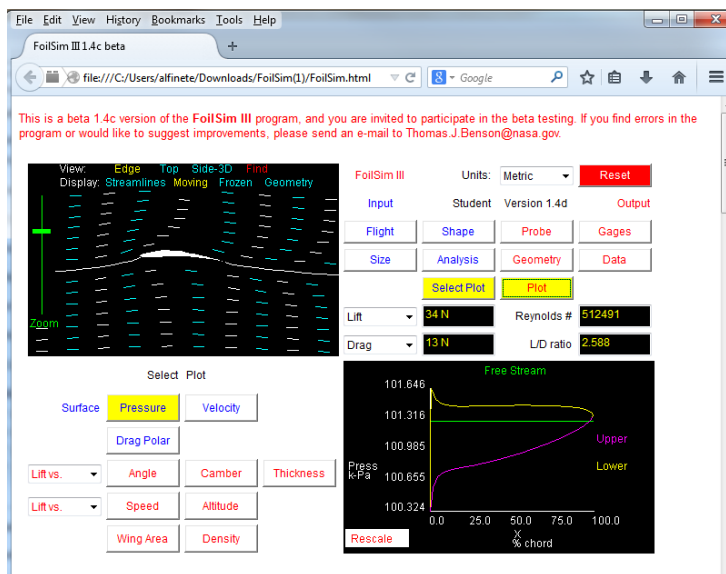 File Edit View History Bookmarks Tools Help
FoilSim III 1.4c beta
file:///C:/Users/alfinete/Downloads/FoilSim(1)/FoilSim.html
Google
This is a beta 1.4c version of the FoilSim III program, and you are invited to participate in the beta testing. If you find errors in the
program or would like to suggest improvements, please send an e-mail to Thomas.J.Benson@nasa.gov.
View: Edge Top Side-3D Find
Display: Streamlines Moving Frozen Geometry
Zoom
FoilSim III Units: Metric Reset
Input Student Version 1.4d Output
Flight Shape Probe Gages
Size Analysis Geometry Data
Select Plot Plot
Lift 34 N Reynolds # 512491
Drag 13 N L/D ratio 2.588
Select Plot
Surface Pressure Velocity
Drag Polar
Lift vs. Angle Camber Thickness
Lift vs. Speed Altitude
Wing Area Density
Free Stream
101.646
101.316
100.985 Upper
Press
k-Pa
100.655 Lower
100.324
0.0 25.0 50.0 75.0 100.0
X
% chord
Rescale